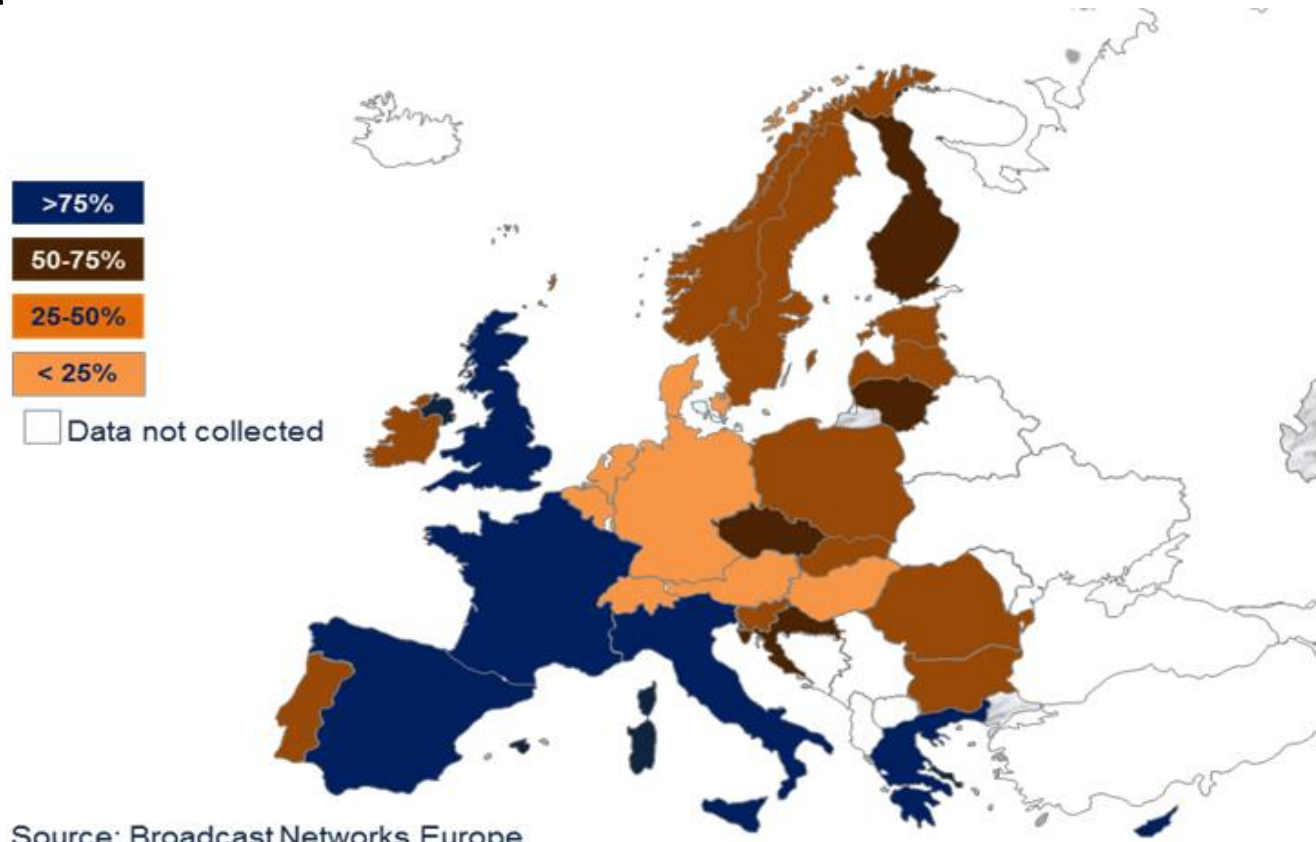 >75%
50-75%
25-50%
< 25%
Data not collected
Source: Broadcast Networks Europe